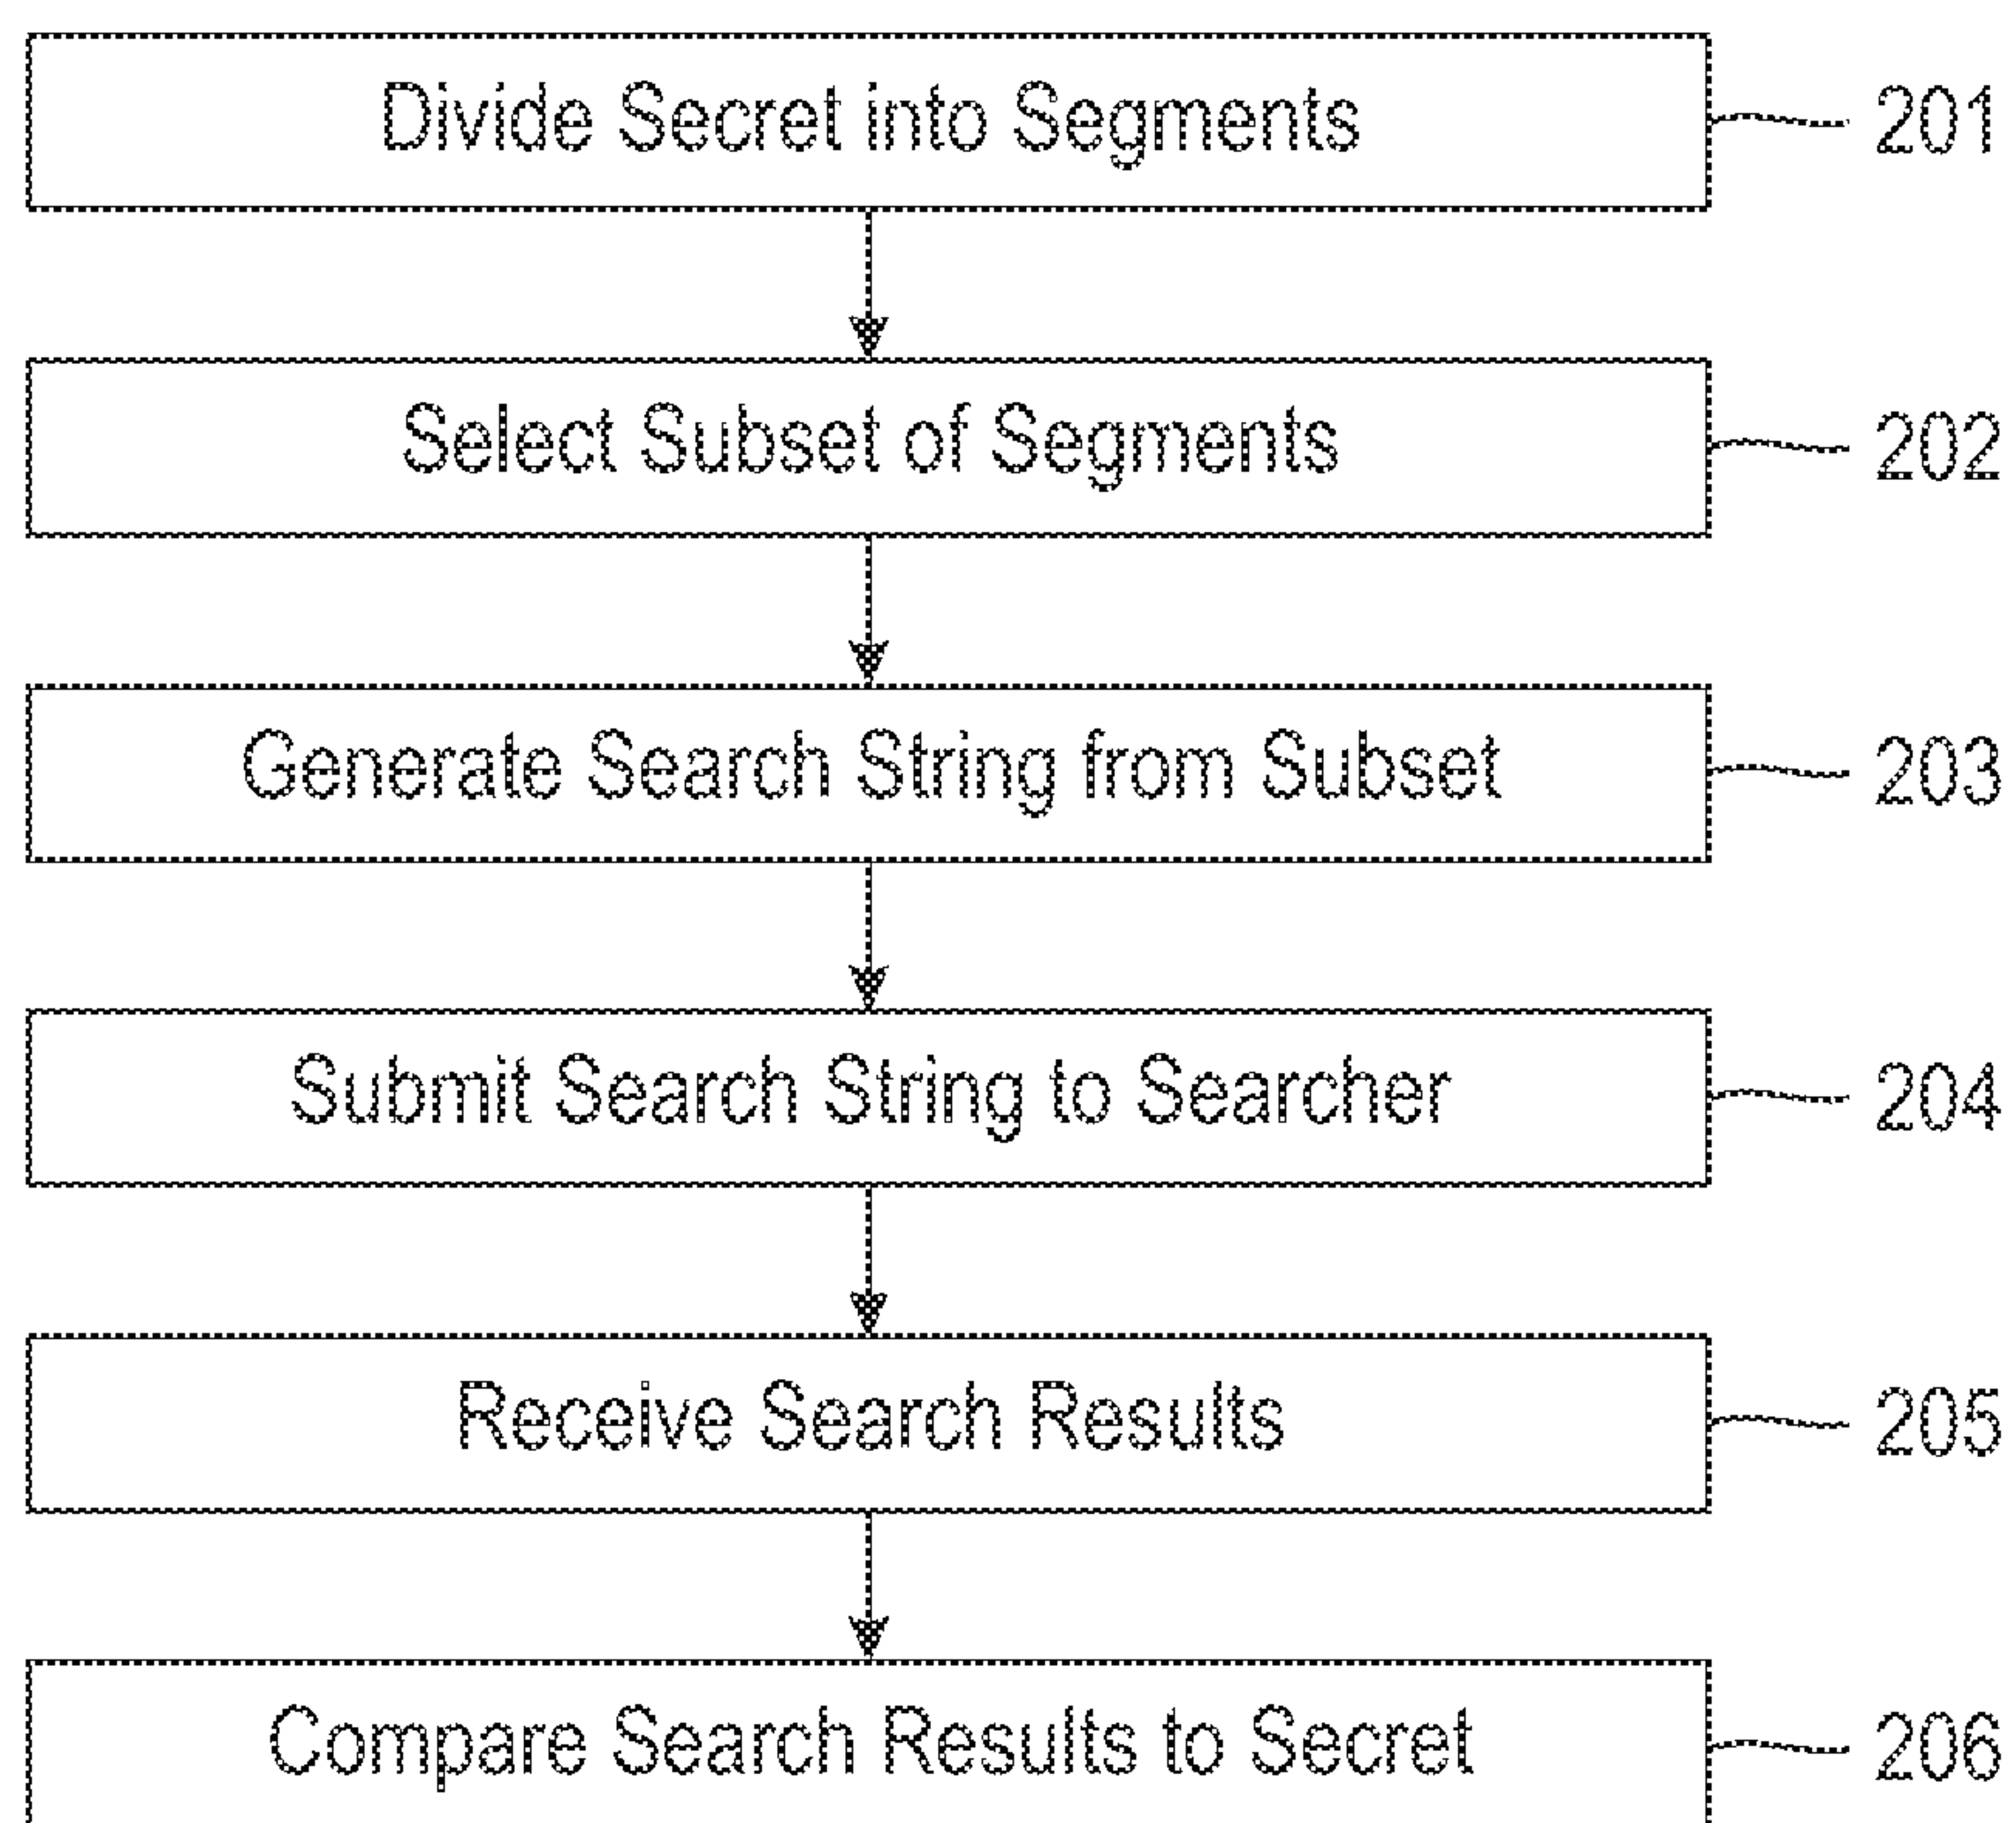 Divide Secret into Segments 201
Select Subset of Segments 202
Generate Search String from Subset 203
Submit Search String to Searcher 204
Receive Search Results 205
Compare Search Results to Secret 206